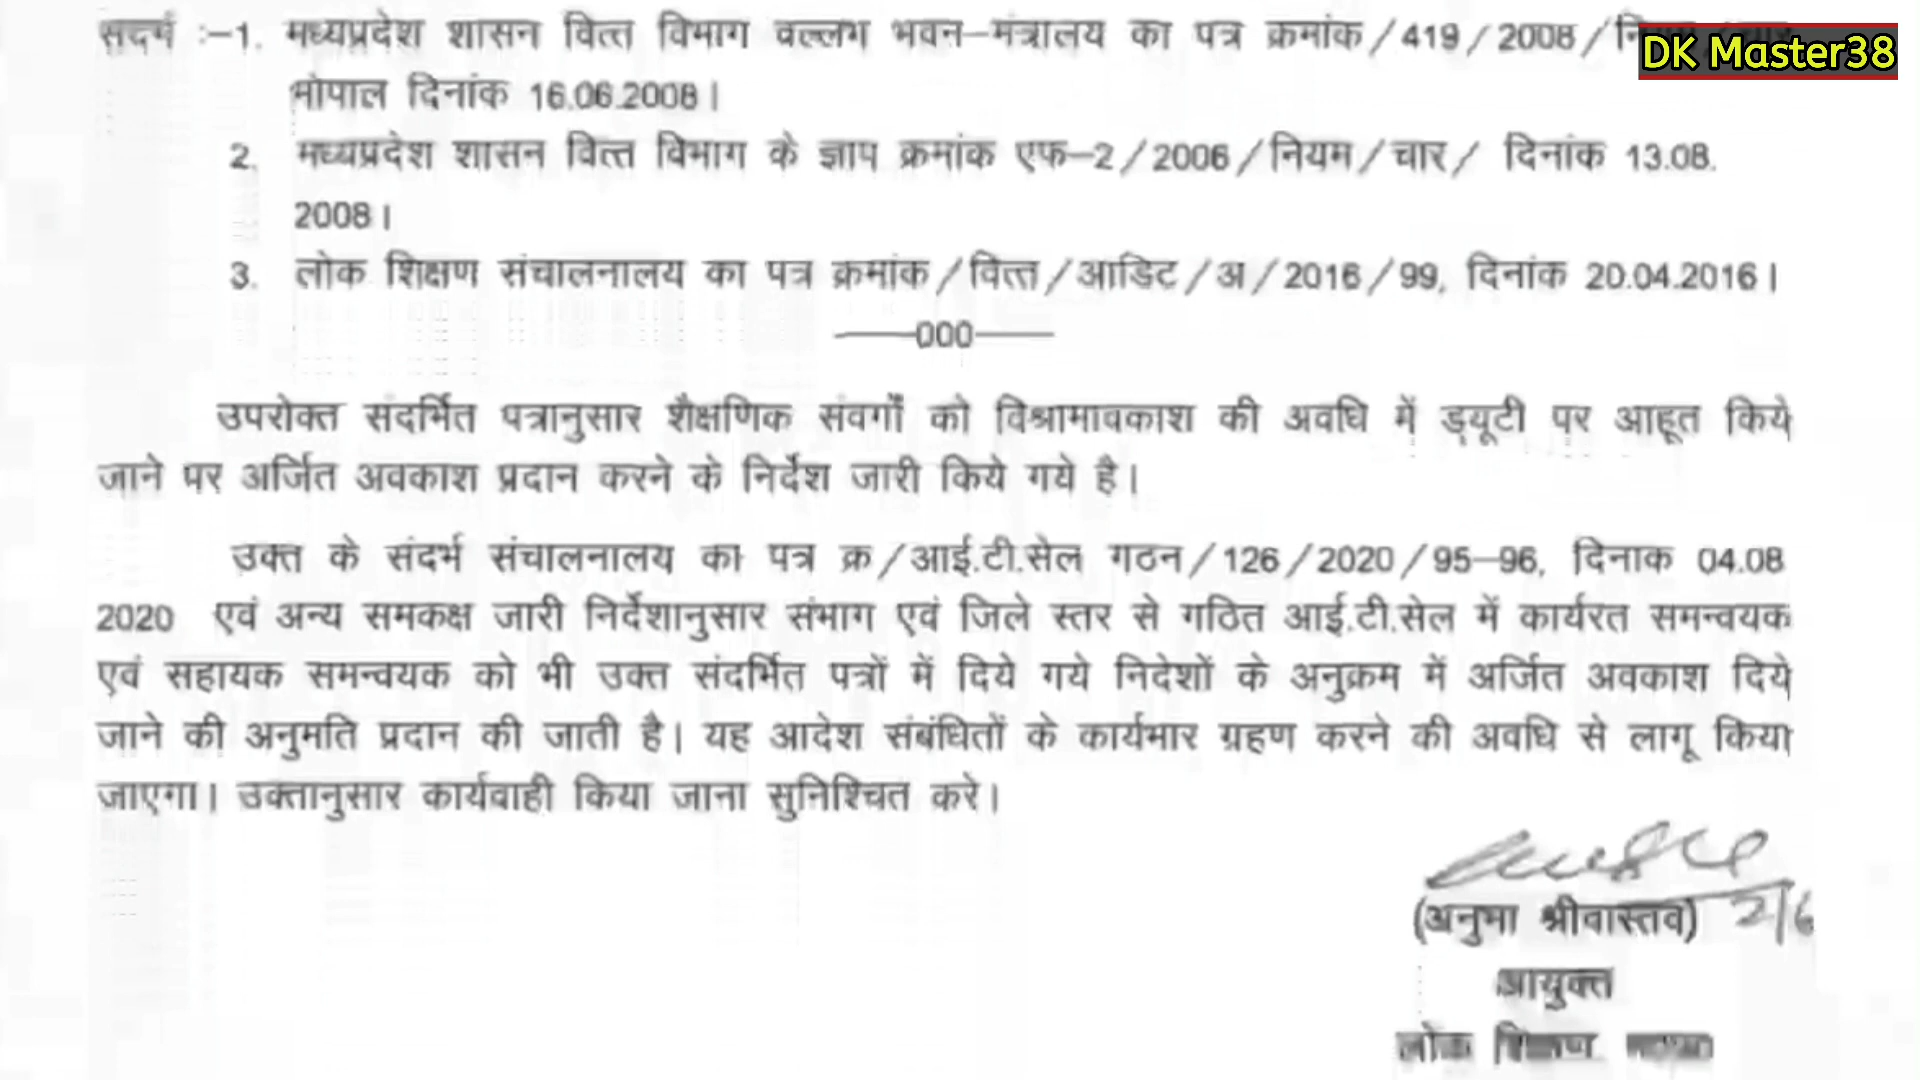 संदर्भ :–1. मध्यप्रदेश शासन वित्त विभाग वल्लभ भवन–मंत्रालय का पत्र क्रमांक/419/2008/
DK Master38
भोपाल दिनांक 16.06.2008।
2. मध्यप्रदेश शासन वित्त विभाग के ज्ञाप क्रमांक एफ–2/2006/नियम/चार/ दिनांक 13.08.
2008।
3. लोक शिक्षण संचालनालय का पत्र क्रमांक/वित्त/आडिट/अ/2016/99, दिनांक 20.04.2016।
——000——
उपरोक्त संदर्भित पत्रानुसार शैक्षणिक संवर्गों को विश्रामावकाश की अवधि में ड्यूटी पर आहूत किये
जाने पर अर्जित अवकाश प्रदान करने के निर्देश जारी किये गये है।
उक्त के संदर्भ संचालनालय का पत्र क्र/आई.टी.सेल गठन/126/2020/95–96, दिनाक 04.08
2020 एवं अन्य समकक्ष जारी निर्देशानुसार संभाग एवं जिले स्तर से गठित आई.टी.सेल में कार्यरत समन्वयक
एवं सहायक समन्वयक को भी उक्त संदर्भित पत्रों में दिये गये निदेशों के अनुक्रम में अर्जित अवकाश दिये
जाने की अनुमति प्रदान की जाती है। यह आदेश संबंधितों के कार्यभार ग्रहण करने की अवधि से लागू किया
जाएगा। उक्तानुसार कार्यवाही किया जाना सुनिश्चित करे।
(अनुभा श्रीवास्तव) 2/6
आयुक्त
लोक शिक्षण